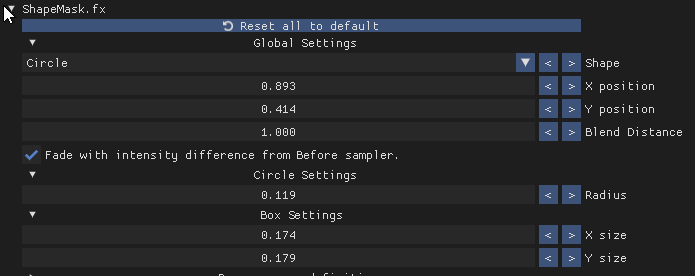 ShapeMask.fx
Reset all to default
Global Settings
Circle < > Shape
0.893 < > X position
0.414 < > Y position
1.000 < > Blend Distance
Fade with intensity difference from Before sampler.
Circle Settings
0.119 < > Radius
Box Settings
0.174 < > X size
0.179 < > Y size